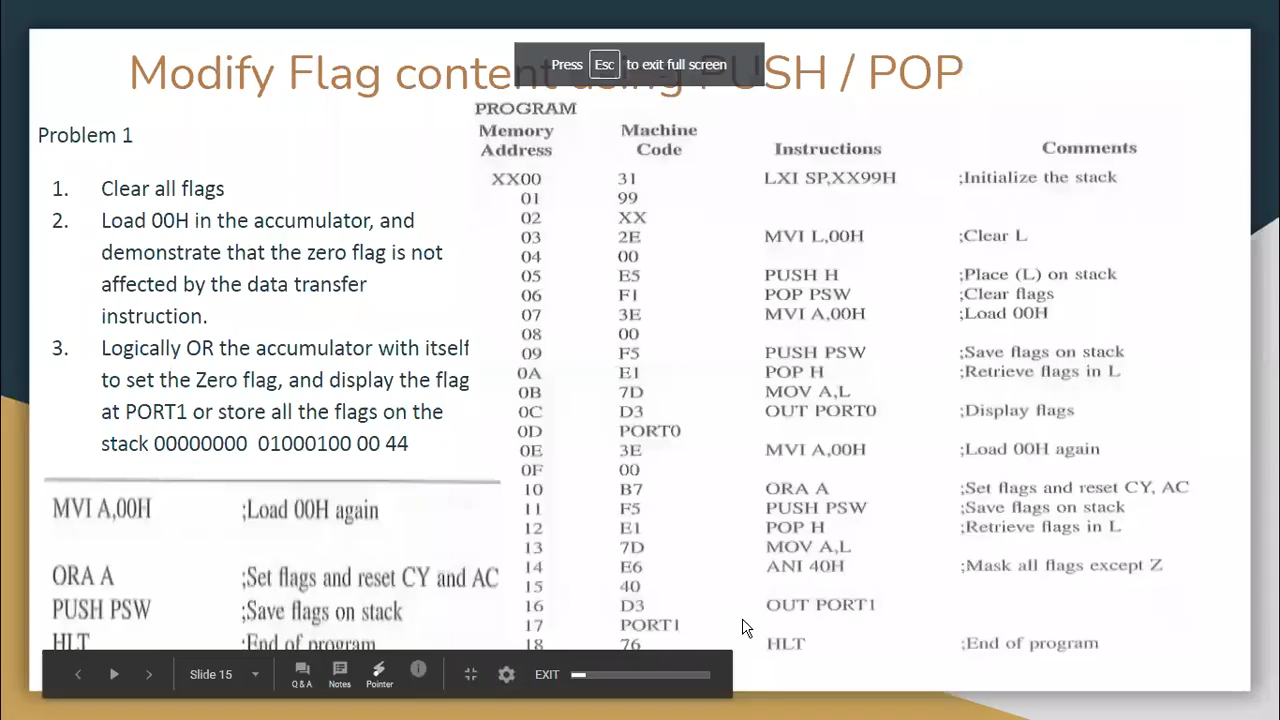 Modify Flag content using PUSH / POP
Press Esc to exit full screen
Problem 1
1. Clear all flags
2. Load 00H in the accumulator, and
demonstrate that the zero flag is not
affected by the data transfer
instruction.
3. Logically OR the accumulator with itself
to set the Zero flag, and display the flag
at PORT1 or store all the flags on the
stack 00000000 01000100 00 44
MVI A,00H ;Load 00H again
ORA A ;Set flags and reset CY and AC
PUSH PSW ;Save flags on stack
HLT ;End of program
PROGRAM
Memory Address Machine Code Instructions Comments
XX00 31 LXI SP,XX99H ;Initialize the stack
01 99
02 XX
03 2E MVI L,00H ;Clear L
04 00
05 E5 PUSH H ;Place (L) on stack
06 F1 POP PSW ;Clear flags
07 3E MVI A,00H ;Load 00H
08 00
09 F5 PUSH PSW ;Save flags on stack
0A E1 POP H ;Retrieve flags in L
0B 7D MOV A,L
0C D3 OUT PORT0 ;Display flags
0D PORT0
0E 3E MVI A,00H ;Load 00H again
0F 00
10 B7 ORA A ;Set flags and reset CY, AC
11 F5 PUSH PSW ;Save flags on stack
12 E1 POP H ;Retrieve flags in L
13 7D MOV A,L
14 E6 ANI 40H ;Mask all flags except Z
15 40
16 D3 OUT PORT1
17 PORT1
18 76 HLT ;End of program
Slide 15 Q&A Notes Pointer EXIT